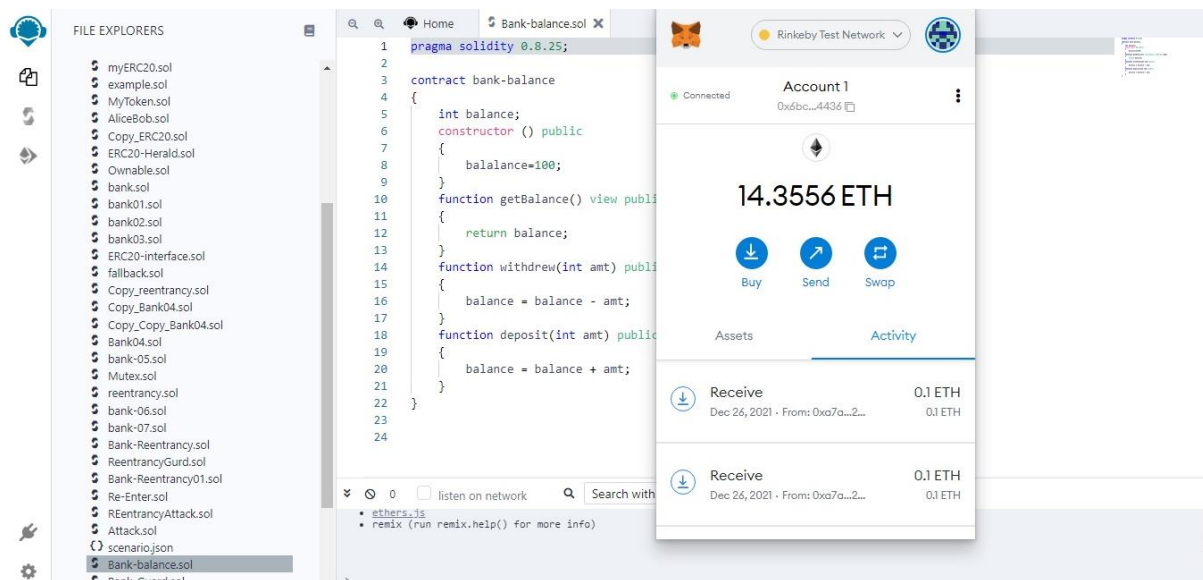 FILE EXPLORERS
myERC20.sol
example.sol
MyToken.sol
AliceBob.sol
Copy_ERC20.sol
ERC20-Herald.sol
Ownable.sol
bank.sol
bank01.sol
bank02.sol
bank03.sol
ERC20-interface.sol
fallback.sol
Copy_reentrancy.sol
Copy_Bank04.sol
Copy_Copy_Bank04.sol
Bank04.sol
bank-05.sol
Mutex.sol
reentrancy.sol
bank-06.sol
bank-07.sol
Bank-Reentrancy.sol
ReentrancyGurd.sol
Bank-Reentrancy01.sol
Re-Enter.sol
REentrancyAttack.sol
Attack.sol
{} scenario.json
Bank-balance.sol
Home Bank-balance.sol
1 pragma solidity 0.8.25;
2
3 contract bank-balance
4 {
5 int balance;
6 constructor () public
7 {
8 balalance=100;
9 }
10 function getBalance() view publi
11 {
12 return balance;
13 }
14 function withdrew(int amt) publi
15 {
16 balance = balance - amt;
17 }
18 function deposit(int amt) public
19 {
20 balance = balance + amt;
21 }
22 }
23
24
0 listen on network Search with
• ethers.js
• remix (run remix.help() for more info)
>
Rinkeby Test Network
Connected
Account 1
0x6bc...4436
14.3556 ETH
Buy Send Swap
Assets Activity
Receive 0.1 ETH
Dec 26, 2021 · From: 0xa7a...2... 0.1 ETH
Receive 0.1 ETH
Dec 26, 2021 · From: 0xa7a...2... 0.1 ETH